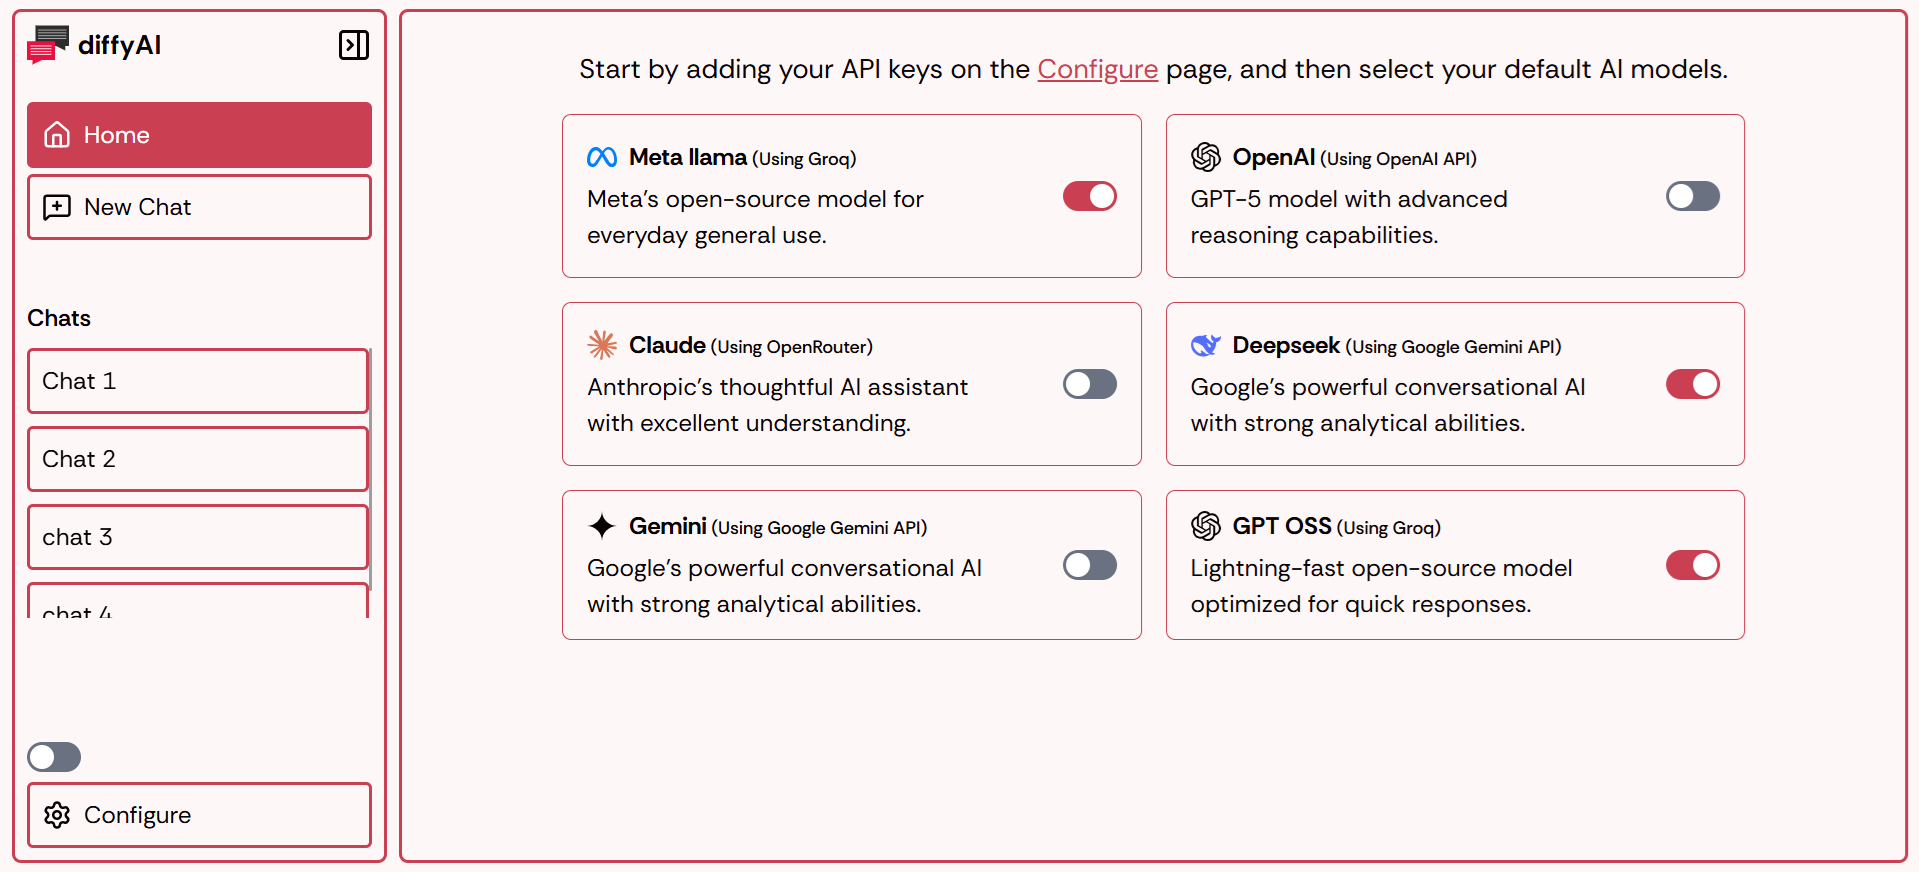 diffyAI
Home
New Chat
Chats
Chat 1
Chat 2
chat 3
chat 4
Configure
Start by adding your API keys on the Configure page, and then select your default AI models.
Meta llama (Using Groq)
Meta's open-source model for
everyday general use.
OpenAI (Using OpenAI API)
GPT-5 model with advanced
reasoning capabilities.
Claude (Using OpenRouter)
Anthropic's thoughtful AI assistant
with excellent understanding.
Deepseek (Using Google Gemini API)
Google's powerful conversational AI
with strong analytical abilities.
Gemini (Using Google Gemini API)
Google's powerful conversational AI
with strong analytical abilities.
GPT OSS (Using Groq)
Lightning-fast open-source model
optimized for quick responses.